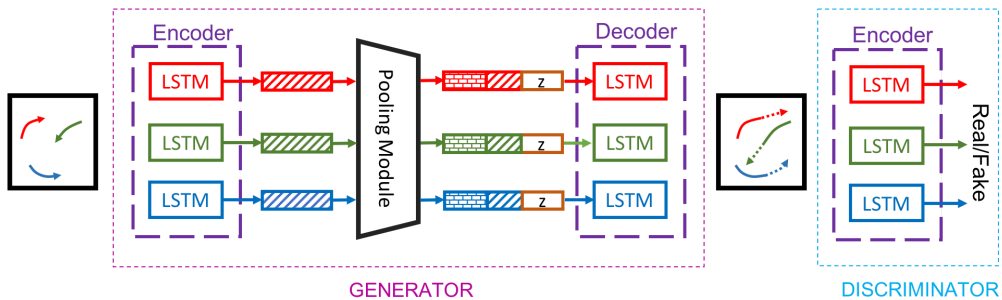 Encoder
Decoder
Encoder
LSTM
z
LSTM
LSTM
LSTM
z
LSTM
LSTM
LSTM
z
LSTM
LSTM
Pooling Module
Real/Fake
GENERATOR
DISCRIMINATOR